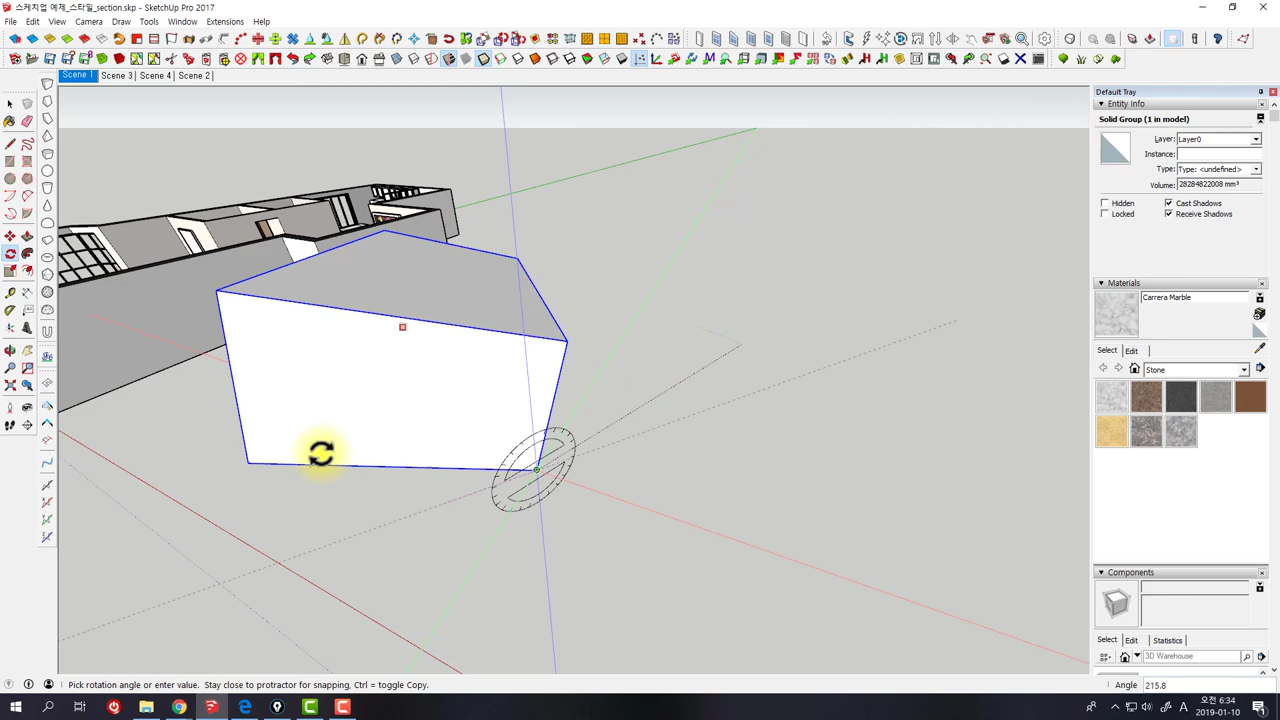 스케치업 예제_스타일_section.skp - SketchUp Pro 2017
File Edit View Camera Draw Tools Window Extensions Help
Scene 1 Scene 3 Scene 4 Scene 2
Default Tray
Entity Info
Solid Group (1 in model)
Layer: Layer0
Instance:
Type: Type: <undefined>
Volume: 28284822008 mm³
Hidden Cast Shadows
Locked Receive Shadows
Materials
Carrera Marble
Select Edit
Stone
Components
Select Edit Statistics
3D Warehouse
Pick rotation angle or enter value. Stay close to protractor for snapping, Ctrl = toggle Copy.
Angle 215.8
A 오전 6:34
2019-01-10